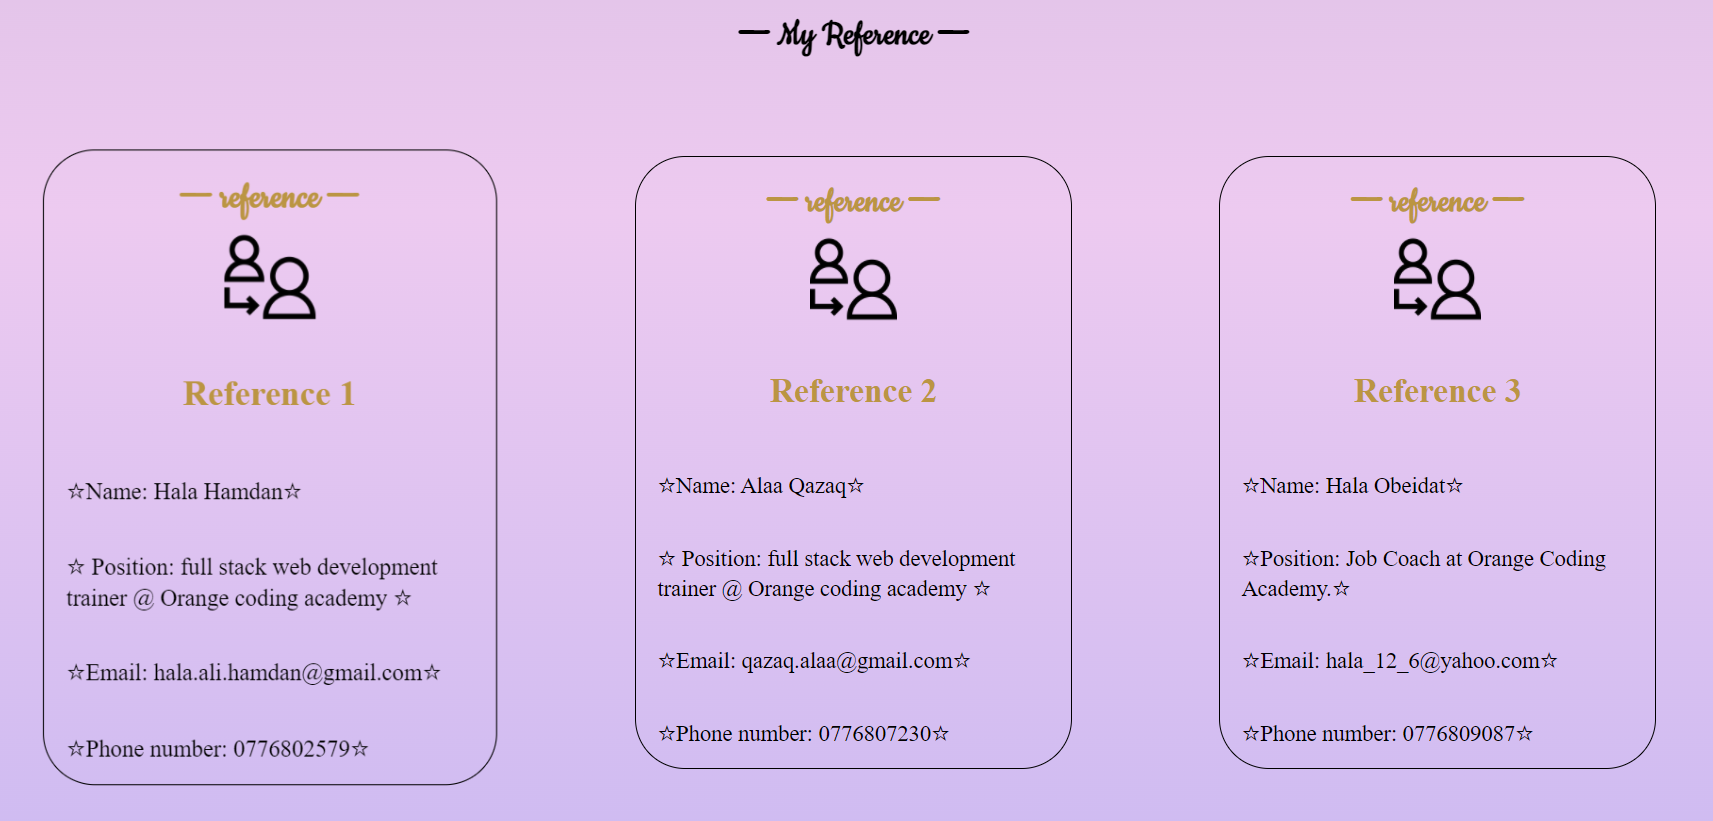 — My Reference —
— reference —
Reference 1
☆Name: Hala Hamdan☆
☆ Position: full stack web development
trainer @ Orange coding academy ☆
☆Email: hala.ali.hamdan@gmail.com☆
☆Phone number: 0776802579☆
— reference —
Reference 2
☆Name: Alaa Qazaq☆
☆ Position: full stack web development
trainer @ Orange coding academy ☆
☆Email: qazaq.alaa@gmail.com☆
☆Phone number: 0776807230☆
— reference —
Reference 3
☆Name: Hala Obeidat☆
☆Position: Job Coach at Orange Coding
Academy.☆
☆Email: hala_12_6@yahoo.com☆
☆Phone number: 0776809087☆